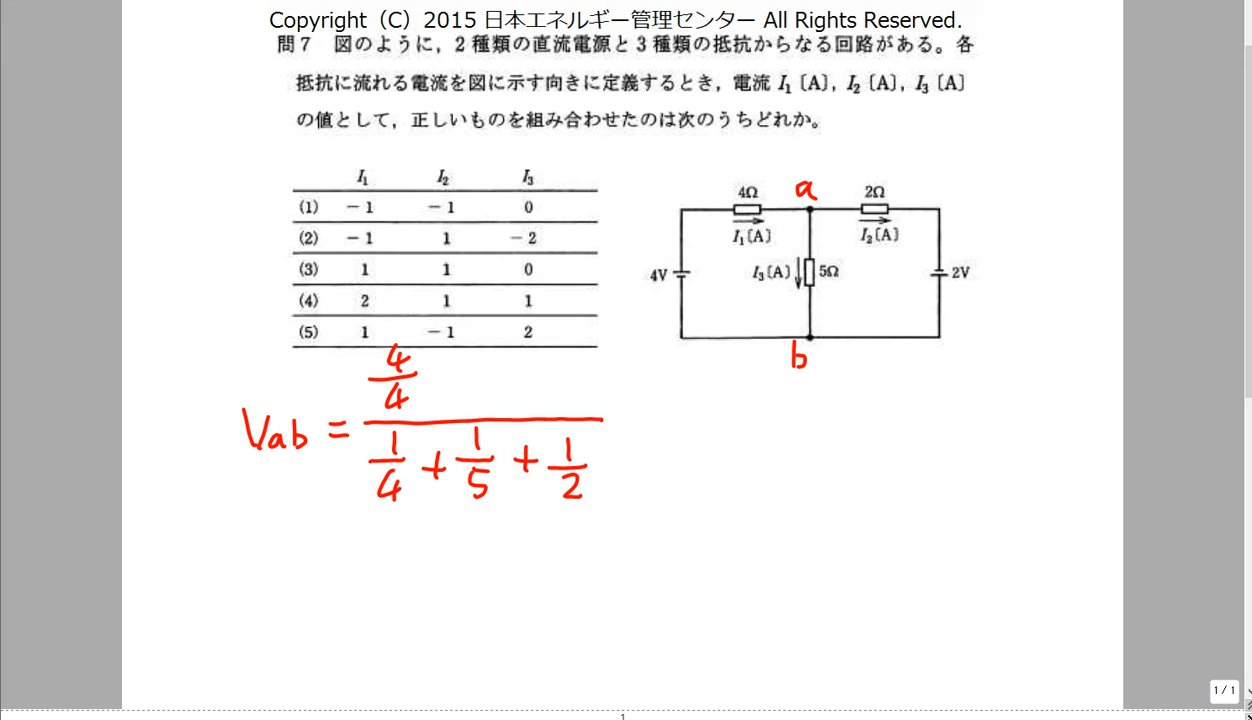 Copyright（C）2015 日本エネルギー管理センター All Rights Reserved.
問７　図のように，２種類の直流電源と３種類の抵抗からなる回路がある。各
抵抗に流れる電流を図に示す向きに定義するとき，電流 I₁〔A〕，I₂〔A〕，I₃〔A〕
の値として，正しいものを組み合わせたのは次のうちどれか。
I₁ I₂ I₃
(1) －1 －1 0
(2) －1 1 －2
(3) 1 1 0
(4) 2 1 1
(5) 1 －1 2
4Ω a 2Ω
I₁〔A〕 I₂〔A〕
4V I₃〔A〕 5Ω 2V
b
Vab = (4/4) / (1/4 + 1/5 + 1/2)
1 / 1
1